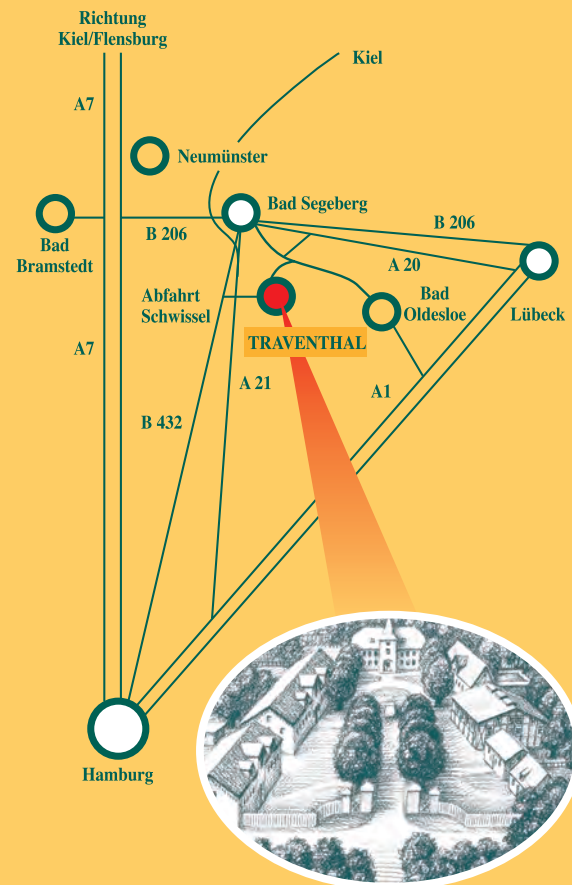 Richtung
Kiel/Flensburg
Kiel
A7
Neumünster
Bad Segeberg
B 206
B 206
Bad
Bramstedt
A 20
Abfahrt
Schwissel
Bad
Oldesloe
Lübeck
TRAVENTHAL
A7
A 21
A1
B 432
Hamburg